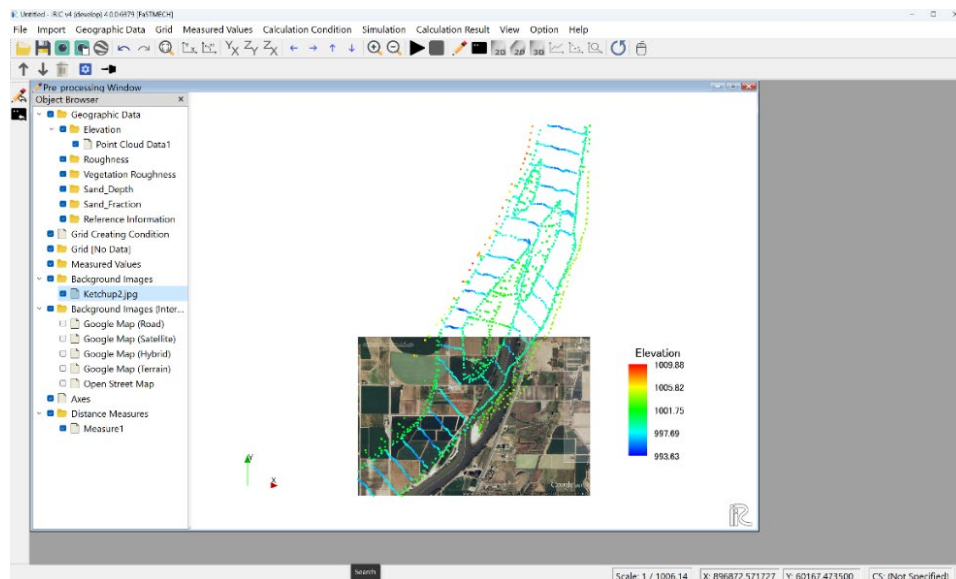 Untitled - iRIC v4 (develop) 4.0.0.6979 [FaSTMECH]
File Import Geographic Data Grid Measured Values Calculation Condition Simulation Calculation Result View Option Help
Pre-processing Window
Object Browser
Geographic Data
Elevation
Point Cloud Data1
Roughness
Vegetation Roughness
Sand_Depth
Sand_Fraction
Reference Information
Grid Creating Condition
Grid [No Data]
Measured Values
Background Images
Ketchup2.jpg
Background Images (Inter...
Google Map (Road)
Google Map (Satellite)
Google Map (Hybrid)
Google Map (Terrain)
Open Street Map
Axes
Distance Measures
Measure1
Elevation
1009.88
1005.82
1001.75
997.69
993.63
Y
X
Google
Search
Scale: 1 / 1006.14 X: 896872.571727 Y: 60167.473500 CS: (Not Specified)